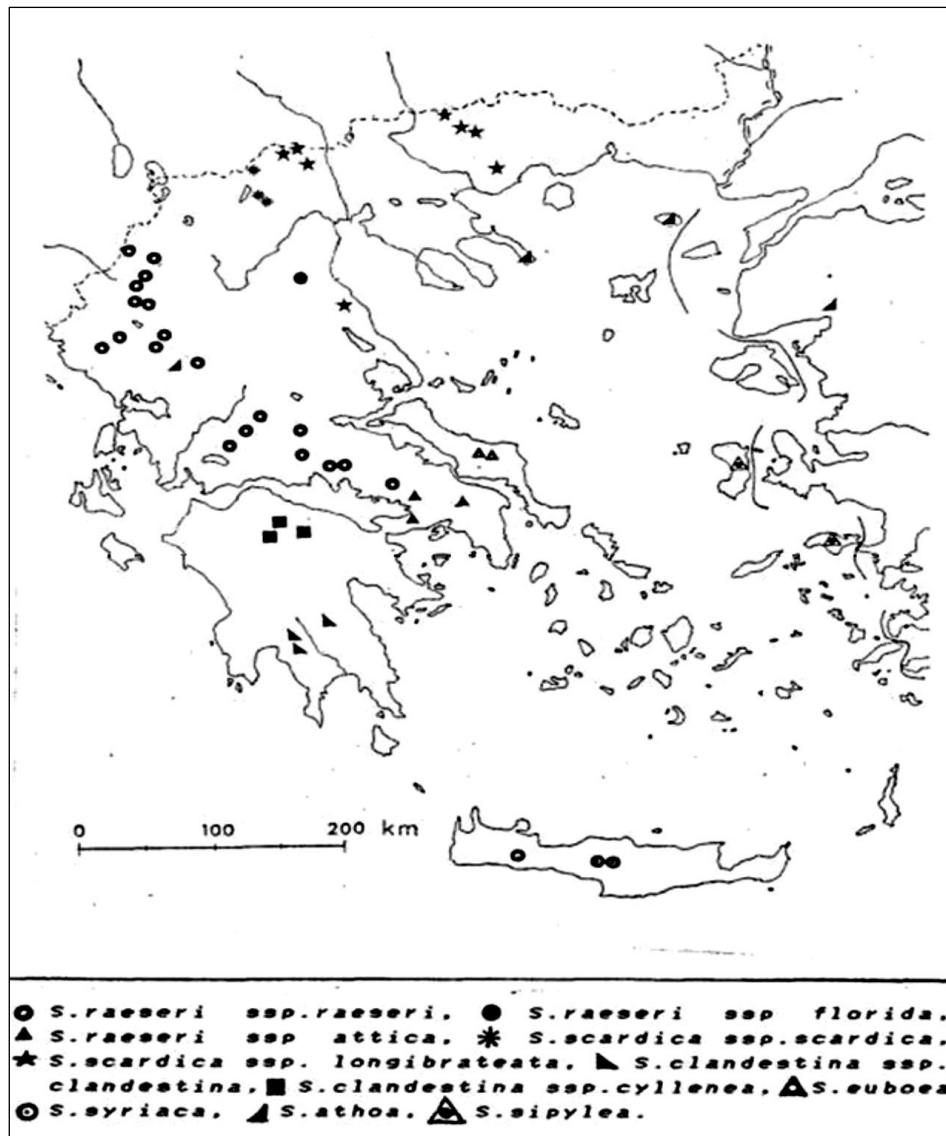 0 100 200 km
S.raeseri ssp.raeseri, S.raeseri ssp florida,
S.raeseri ssp attica, S.scardica ssp.scardica,
S.scardica ssp. longibrateata, S.clandestina ssp.
clandestina, S.clandestina ssp.cyllenea, S.euboea
S.syriaca, S.athoa, S.sipylea.